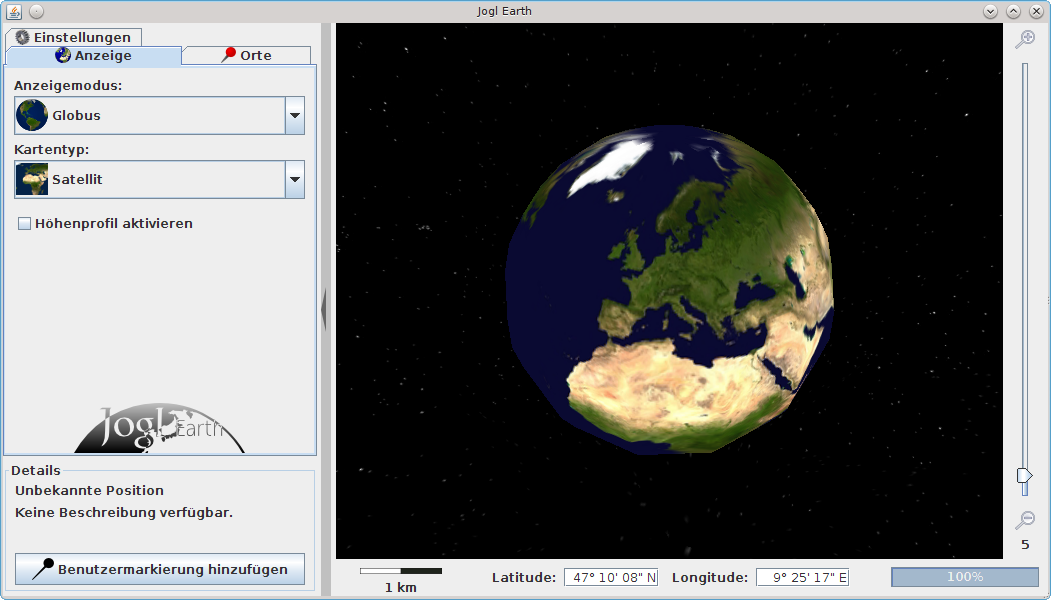 Jogl Earth
Einstellungen
Anzeige
Orte
Anzeigemodus:
Globus
Kartentyp:
Satellit
Höhenprofil aktivieren
Jogl Earth
Details
Unbekannte Position
Keine Beschreibung verfügbar.
Benutzermarkierung hinzufügen
5
1 km
Latitude: 47° 10' 08" N Longitude: 9° 25' 17" E
100%